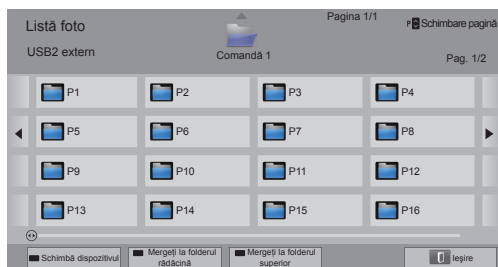 Listă foto
Pagina 1/1
P Schimbare pagină
USB2 extern
Comandă 1
Pag. 1/2
P1 P2 P3 P4
P5 P6 P7 P8
P9 P10 P11 P12
P13 P14 P15 P16
Schimbă dispozitivul
Mergeți la folderul
rădăcină
Mergeți la folderul
superior
Ieșire